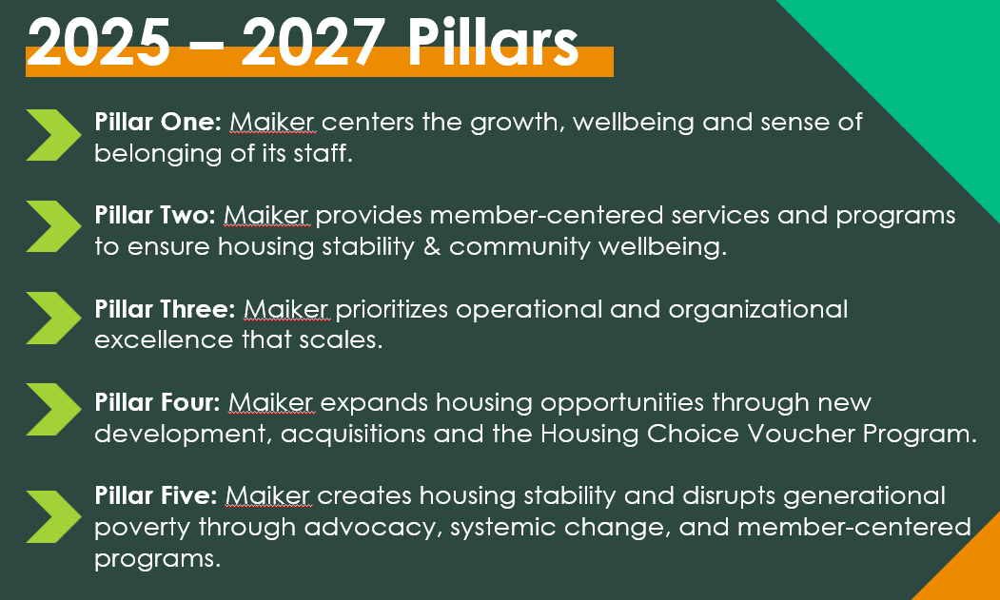 2025 – 2027 Pillars
Pillar One: Maiker centers the growth, wellbeing and sense of
belonging of its staff.
Pillar Two: Maiker provides member-centered services and programs
to ensure housing stability & community wellbeing.
Pillar Three: Maiker prioritizes operational and organizational
excellence that scales.
Pillar Four: Maiker expands housing opportunities through new
development, acquisitions and the Housing Choice Voucher Program.
Pillar Five: Maiker creates housing stability and disrupts generational
poverty through advocacy, systemic change, and member-centered
programs.